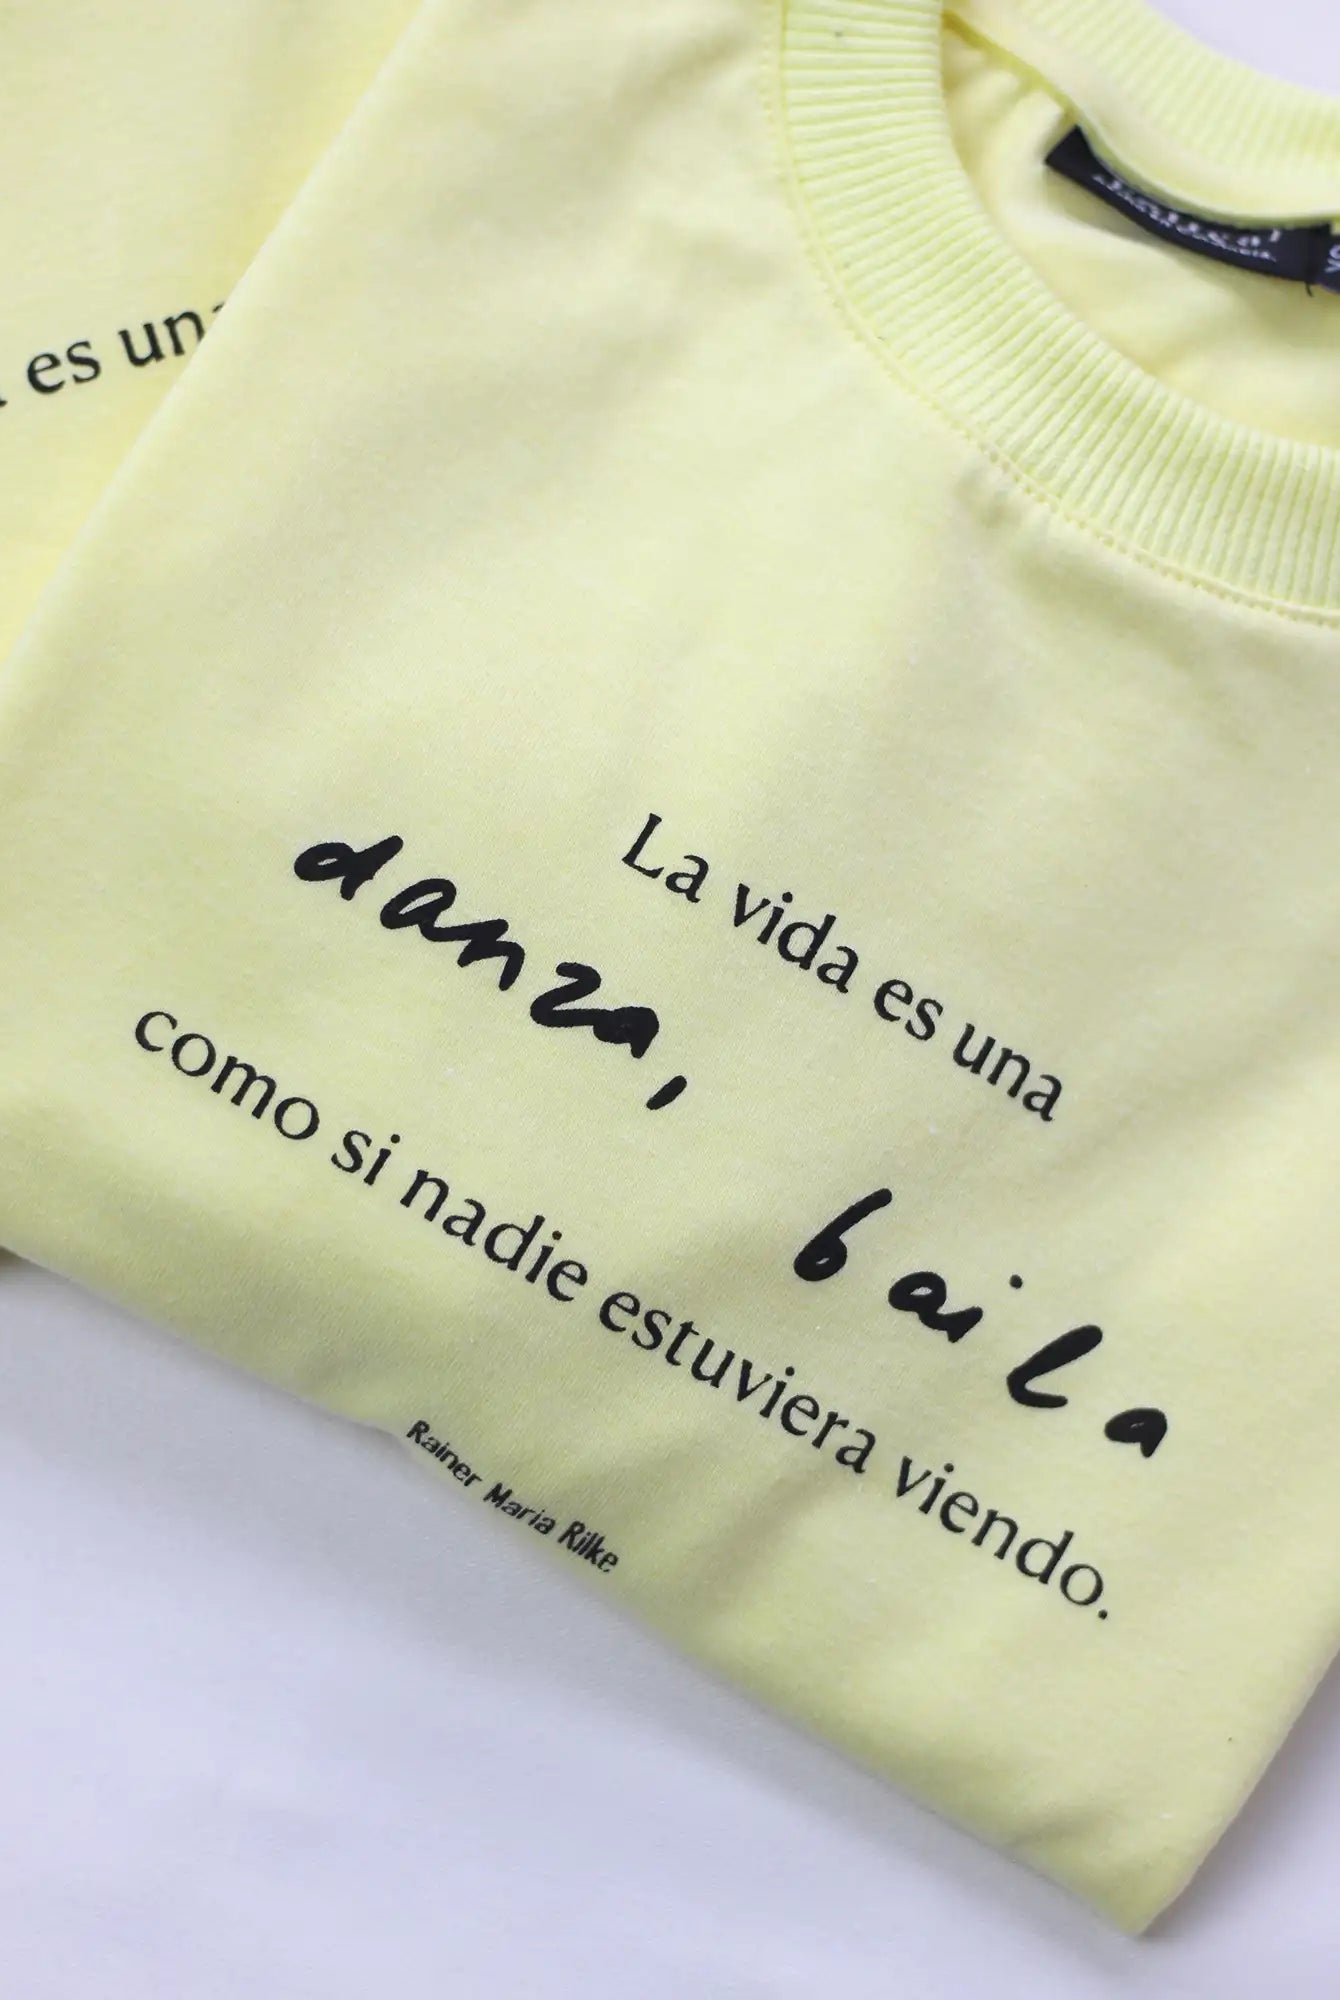 es una
La vida es una
danza,
baila
como si nadie estuviera viendo.
Rainer Maria Rilke